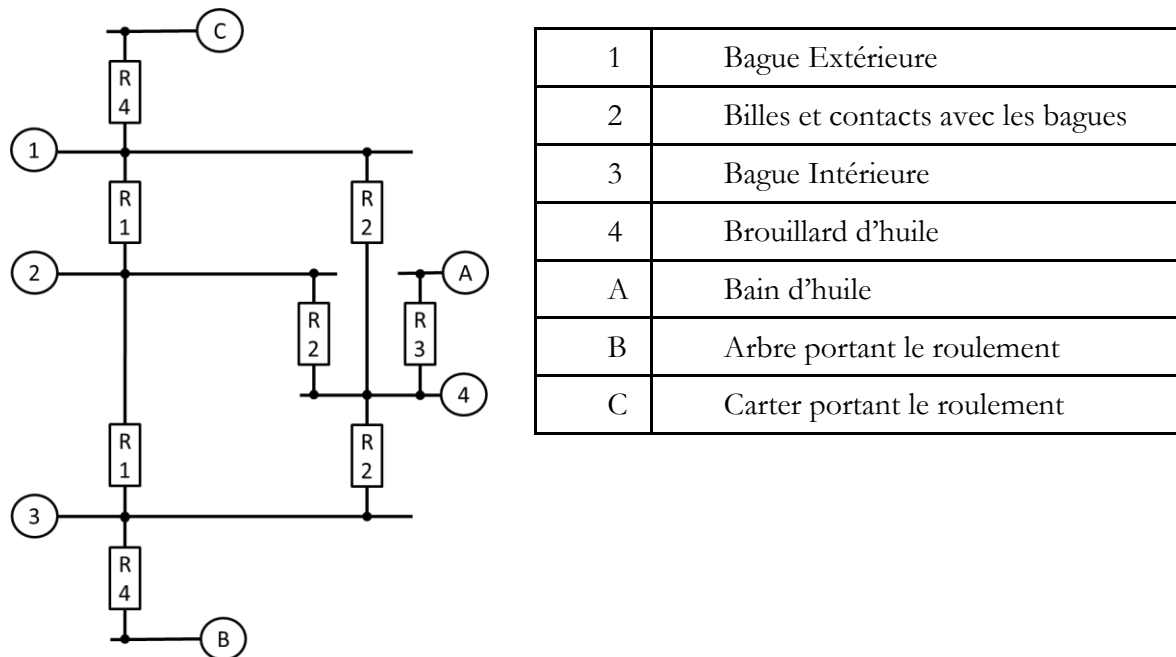 C
R
4
1
R
1
R
2
2
A
R
2
R
3
4
R
1
R
2
3
R
4
B
1 Bague Extérieure
2 Billes et contacts avec les bagues
3 Bague Intérieure
4 Brouillard d'huile
A Bain d'huile
B Arbre portant le roulement
C Carter portant le roulement